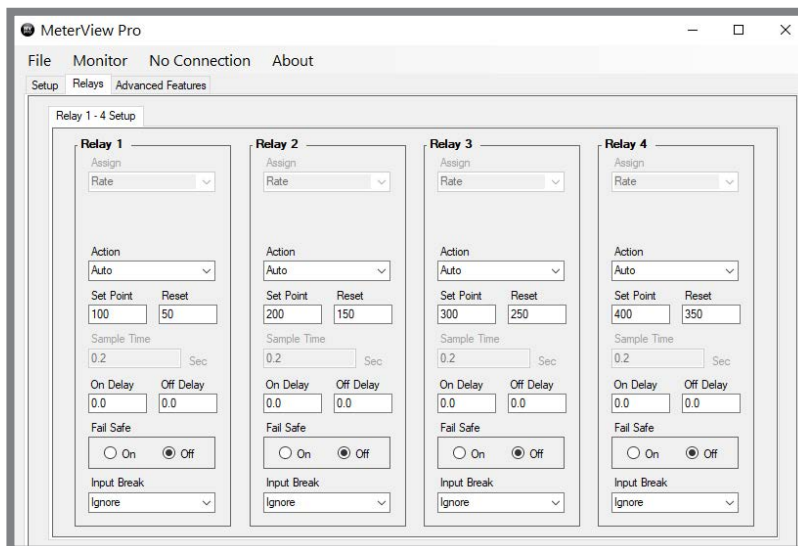 MeterView Pro
File Monitor No Connection About
Setup Relays Advanced Features
Relay 1 - 4 Setup
Relay 1
Assign
Rate
Action
Auto
Set Point Reset
100 50
Sample Time
0.2 Sec
On Delay Off Delay
0.0 0.0
Fail Safe
On Off
Input Break
Ignore
Relay 2
Assign
Rate
Action
Auto
Set Point Reset
200 150
Sample Time
0.2 Sec
On Delay Off Delay
0.0 0.0
Fail Safe
On Off
Input Break
Ignore
Relay 3
Assign
Rate
Action
Auto
Set Point Reset
300 250
Sample Time
0.2 Sec
On Delay Off Delay
0.0 0.0
Fail Safe
On Off
Input Break
Ignore
Relay 4
Assign
Rate
Action
Auto
Set Point Reset
400 350
Sample Time
0.2 Sec
On Delay Off Delay
0.0 0.0
Fail Safe
On Off
Input Break
Ignore